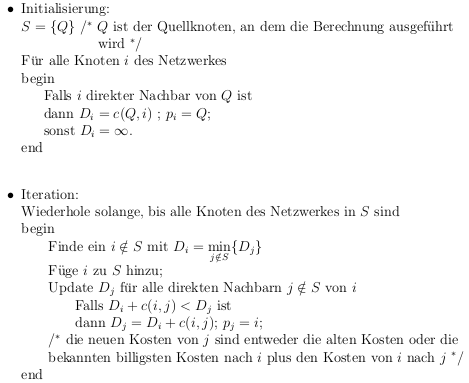 • Initialisierung:
S = {Q} /* Q ist der Quellknoten, an dem die Berechnung ausgeführt
wird */
Für alle Knoten i des Netzwerkes
begin
Falls i direkter Nachbar von Q ist
dann D_i = c(Q, i) ; p_i = Q;
sonst D_i = ∞.
end
• Iteration:
Wiederhole solange, bis alle Knoten des Netzwerkes in S sind
begin
Finde ein i ∉ S mit D_i = min_{j∉S}{D_j}
Füge i zu S hinzu;
Update D_j für alle direkten Nachbarn j ∉ S von i
Falls D_i + c(i, j) < D_j ist
dann D_j = D_i + c(i, j); p_j = i;
/* die neuen Kosten von j sind entweder die alten Kosten oder die
bekannten billigsten Kosten nach i plus den Kosten von i nach j */
end